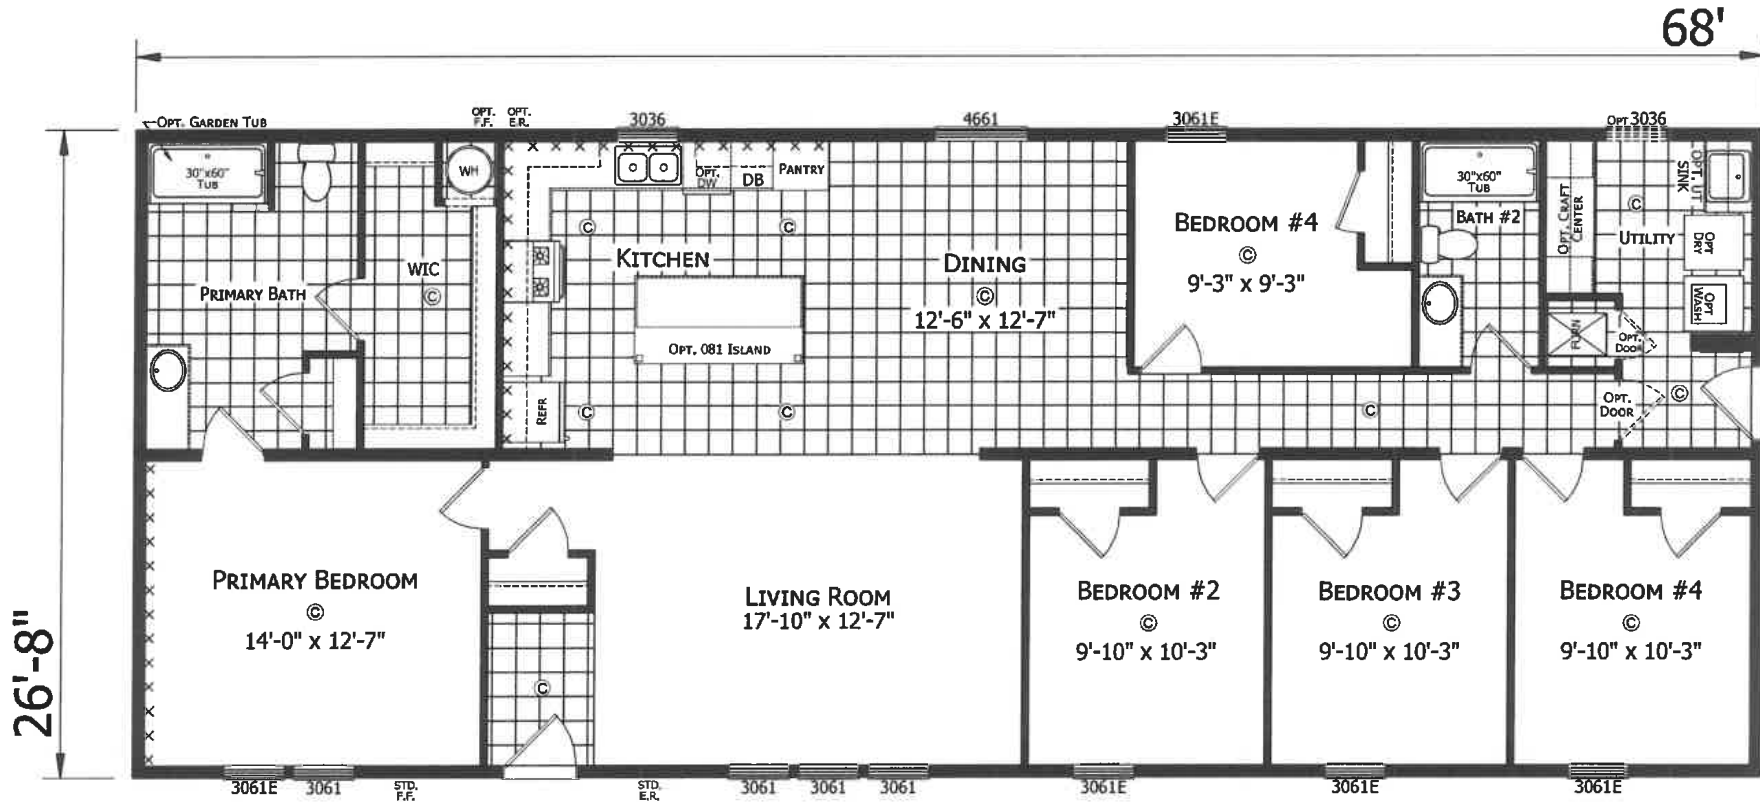 68'
OPT. GARDEN TUB
OPT. F.F.
OPT. E.R.
3036
4661
3061E
OPT 3036
30"x60"
TUB
WH
OPT.
DW
DB
PANTRY
30"x60"
TUB
BATH #2
OPT. CRAFT
CENTER
OPT. UT
SINK
©
UTILITY
OPT
DRY
OPT
WASH
PRIMARY BATH
WIC
©
©
©
KITCHEN
DINING
©
12'-6" x 12'-7"
BEDROOM #4
©
9'-3" x 9'-3"
OPT. 081 ISLAND
FURN
OPT.
DOOR
REFR
©
©
©
OPT.
DOOR
©
PRIMARY BEDROOM
©
14'-0" x 12'-7"
LIVING ROOM
17'-10" x 12'-7"
BEDROOM #2
©
9'-10" x 10'-3"
BEDROOM #3
©
9'-10" x 10'-3"
BEDROOM #4
©
9'-10" x 10'-3"
©
26'-8"
3061E
3061
STD.
F.F.
STD.
E.R.
3061
3061
3061
3061E
3061E
3061E